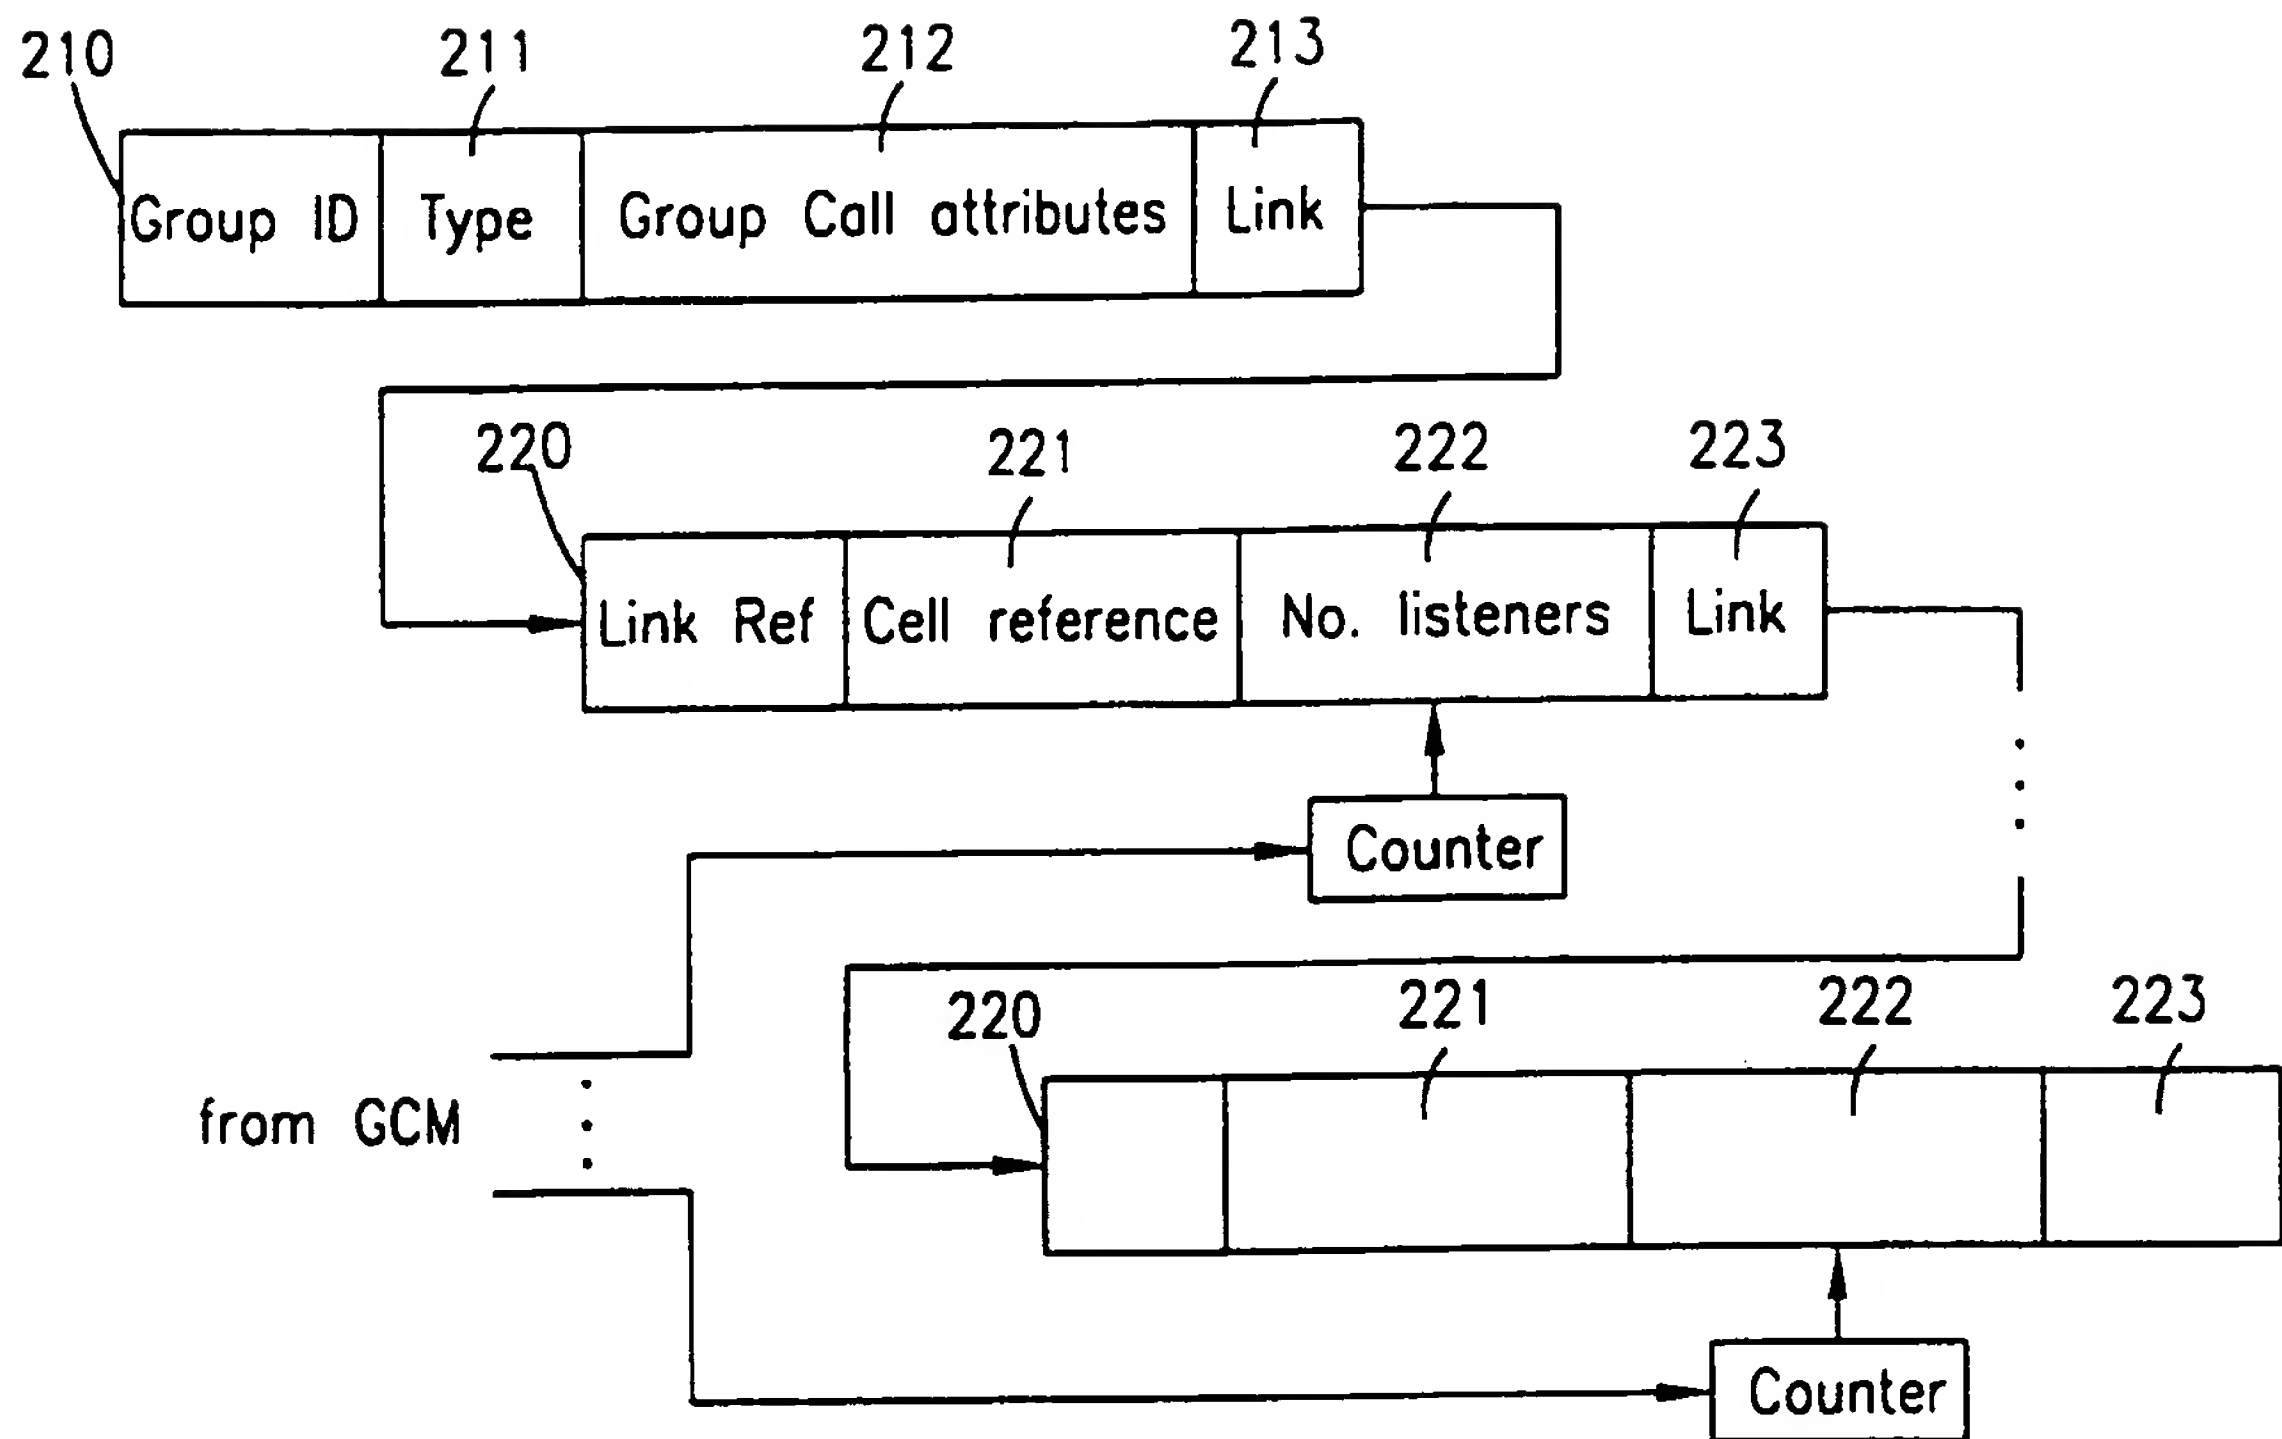 210 211 212 213
Group ID Type Group Call attributes Link
220 221 222 223
Link Ref Cell reference No. listeners Link
Counter
220 221 222 223
from GCM
Counter